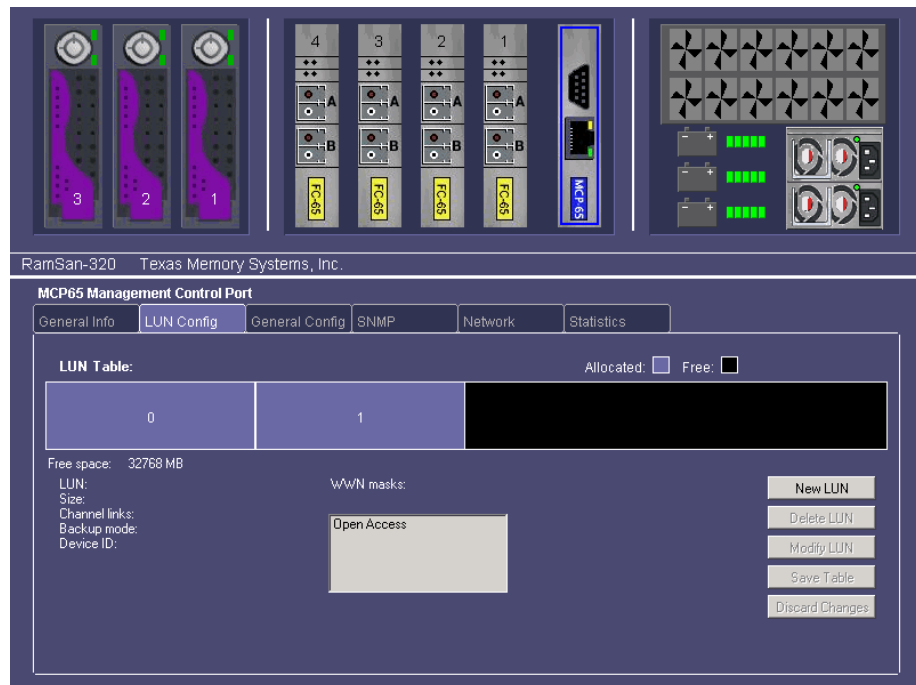 4 3 2 1
A A A A
B B B B
3 2 1
FC-65 FC-65 FC-65 FC-65 MCP-65
- +
- +
- +
RamSan-320 Texas Memory Systems, Inc.
MCP65 Management Control Port
General Info LUN Config General Config SNMP Network Statistics
LUN Table: Allocated: Free:
0 1
Free space: 32768 MB
LUN:
Size:
Channel links:
Backup mode:
Device ID:
WWN masks:
Open Access
New LUN
Delete LUN
Modify LUN
Save Table
Discard Changes